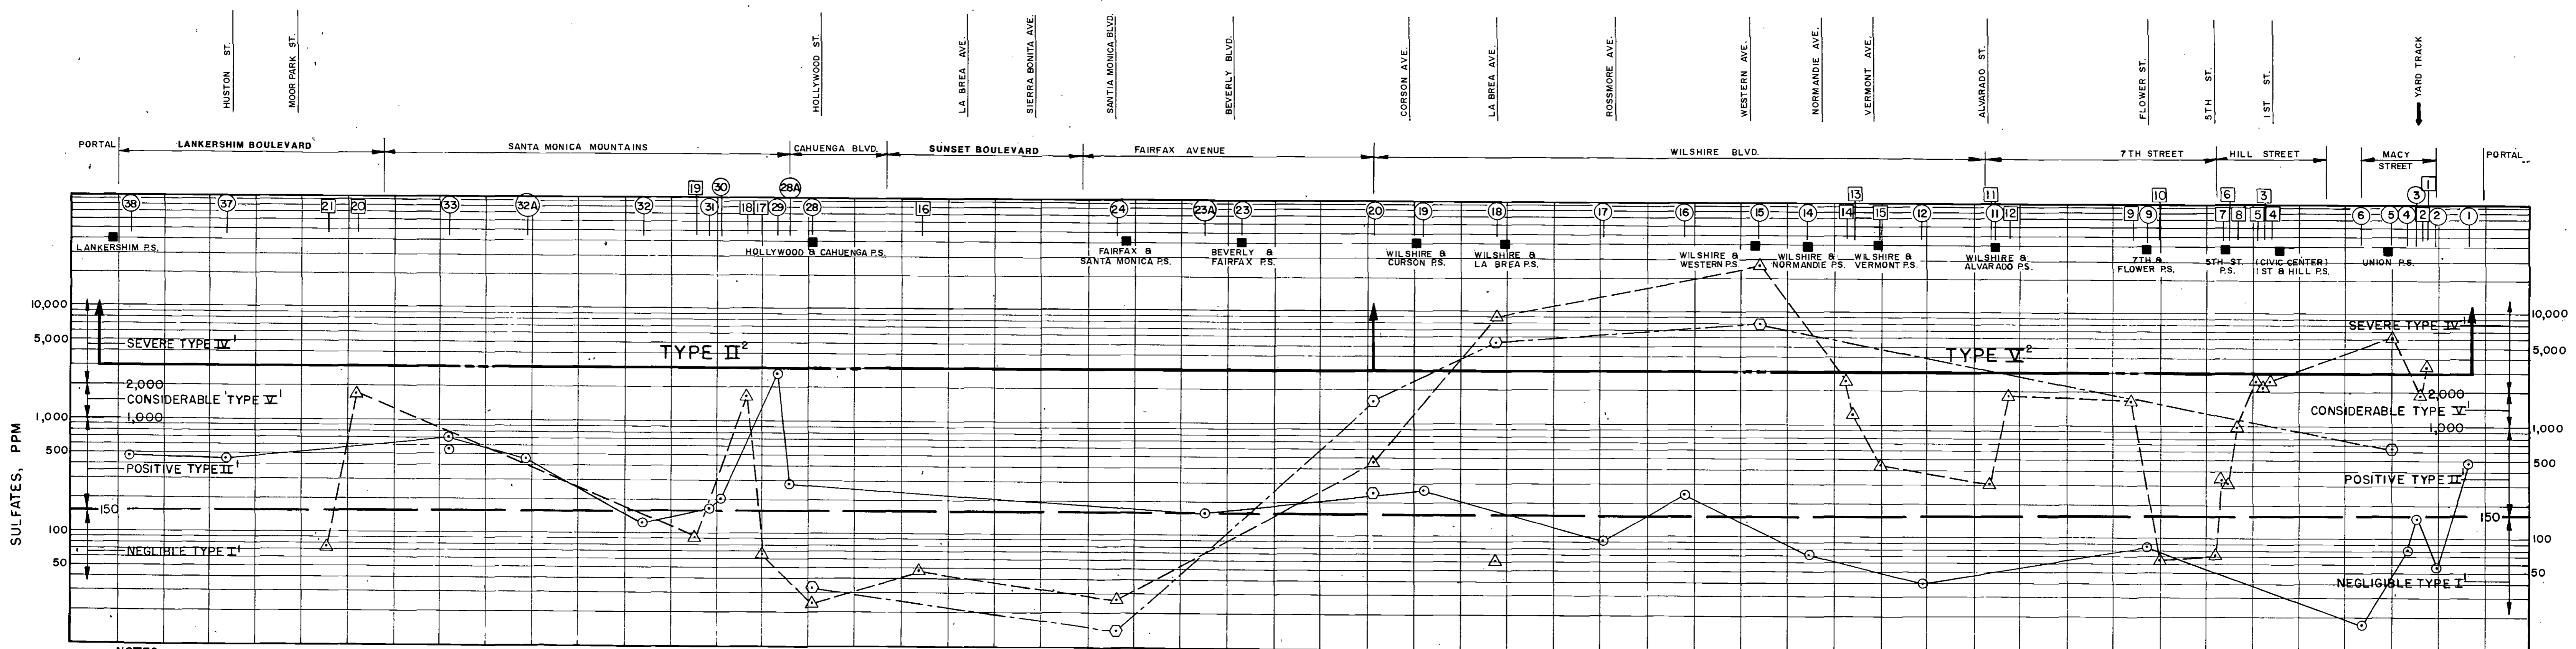 HUSTON ST.
MOORPARK ST.
HOLLYWOOD ST.
LA BREA AVE.
SIERRA BONITA AVE.
SANTIA MONICA BLVD.
BEVERLY BLVD.
CORSON AVE.
LA BREA AVE.
ROSSMORE AVE.
WESTERN AVE.
NORMANDIE AVE.
VERMONT AVE.
ALVARADO ST.
FLOWER ST.
5TH ST.
1ST ST.
YARD TRACK
PORTAL
LANKERSHIM BOULEVARD
SANTA MONICA MOUNTAINS
CAHUENGA BLVD.
SUNSET BOULEVARD
FAIRFAX AVENUE
WILSHIRE BLVD.
7TH STREET
HILL STREET
MACY
STREET
PORTAL
19 30 28A 13 11 10 6 3 3 1
38 37 21 20 33 32A 32 31 18 17 29 28 16 24 23A 23 20 19 18 17 16 15 14 14 15 12 11 12 9 9 7 8 5 4 6 5 4 2 2 1
LANKERSHIM P.S.
HOLLYWOOD & CAHUENGA P.S.
FAIRFAX &
SANTA MONICA P.S.
BEVERLY &
FAIRFAX P.S.
WILSHIRE &
CURSON P.S.
WILSHIRE &
LA BREA P.S.
WILSHIRE &
WESTERN P.S.
WILSHIRE &
NORMANDIE P.S.
WILSHIRE &
VERMONT P.S.
WILSHIRE &
ALVARADO P.S.
7TH &
FLOWER P.S.
5TH ST.
P.S.
(CIVIC CENTER)
1ST & HILL P.S.
UNION P.S.
SULFATES, PPM
10,000
5,000
1,000
500
100
50
SEVERE TYPE IV¹
2,000
CONSIDERABLE TYPE V¹
1,000
POSITIVE TYPE II¹
150
NEGLIBLE TYPE I¹
TYPE II²
TYPE V²
SEVERE TYPE IV¹
2,000
CONSIDERABLE TYPE V¹
1,000
POSITIVE TYPE II¹
150
NEGLIGIBLE TYPE I¹
10,000
5,000
1,000
500
100
50